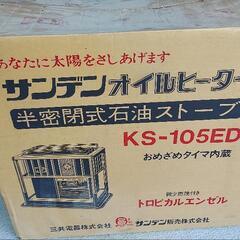 あなたに太陽をさしあげます
サンデンオイルヒーター
半密閉式石油ストーブ
KS-105ED
おめざめタイマ内蔵
トロピカルエンゼル
三共電器株式会社
サンデン販売株式会社